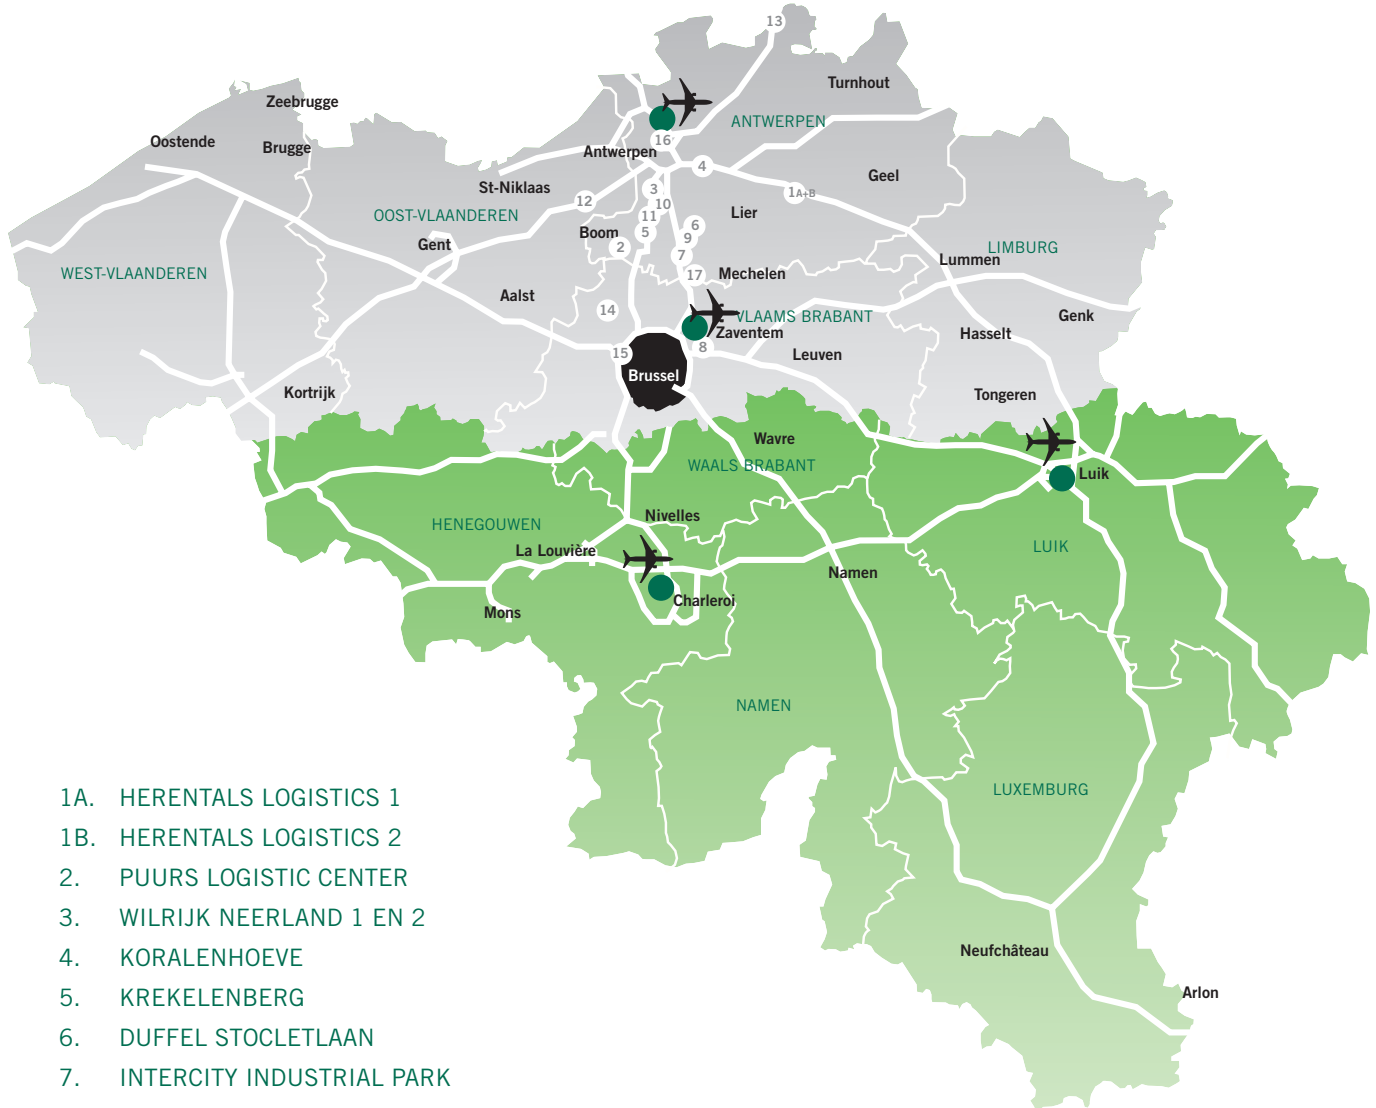 13
Turnhout
Zeebrugge
ANTWERPEN
Oostende
Brugge
16
Antwerpen
4
Geel
St-Niklaas
3
1A+B
12
10
OOST-VLAANDEREN
11
Lier
6
Boom
5
9
Gent
2
LIMBURG
7
Lummen
WEST-VLAANDEREN
17
Mechelen
Aalst
14
VLAAMS BRABANT
Genk
Zaventem
Hasselt
15
8
Leuven
Brussel
Kortrijk
Tongeren
Wavre
WAALS BRABANT
Luik
Nivelles
HENEGOUWEN
La Louvière
LUIK
Namen
Charleroi
Mons
NAMEN
LUXEMBURG
Neufchâteau
Arlon
1A. HERENTALS LOGISTICS 1
1B. HERENTALS LOGISTICS 2
2. PUURS LOGISTIC CENTER
3. WILRIJK NEERLAND 1 EN 2
4. KORALENHOEVE
5. KREKELENBERG
6. DUFFEL STOCLETLAAN
7. INTERCITY INDUSTRIAL PARK